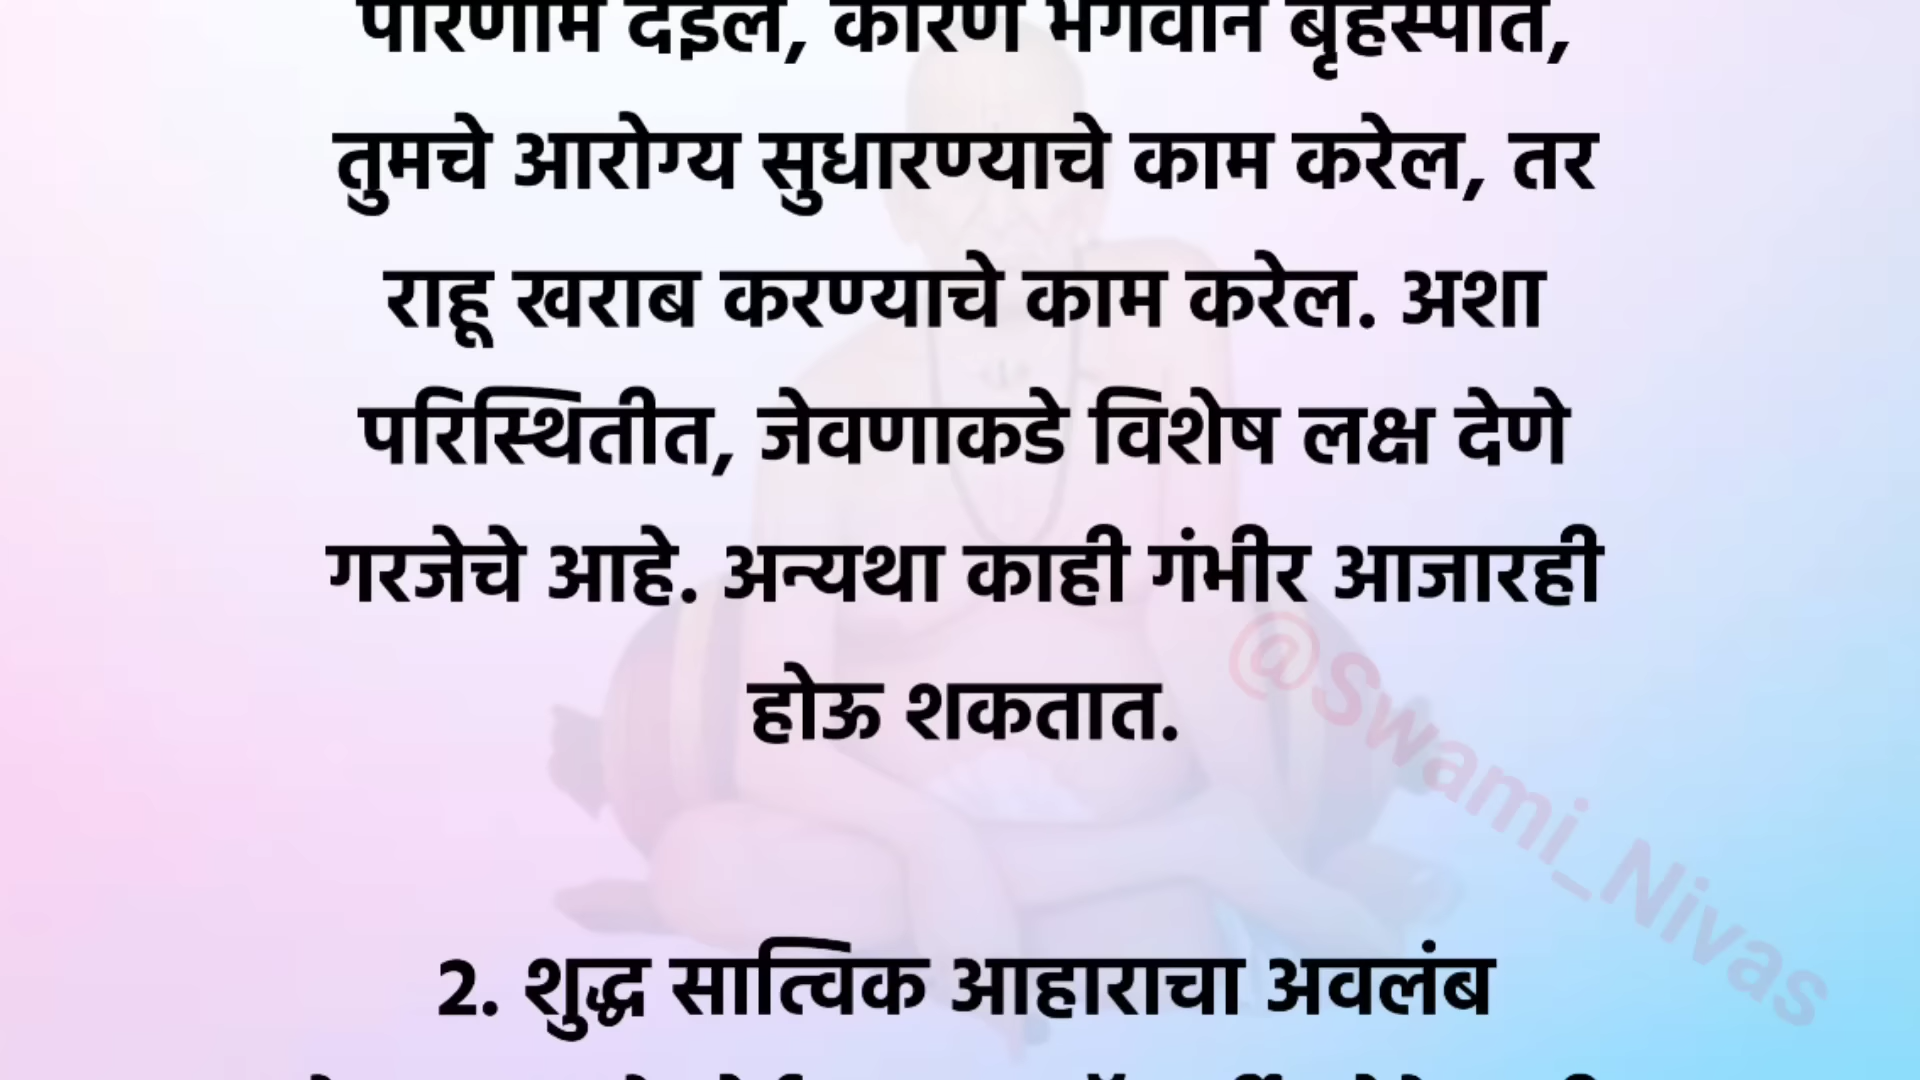 परिणाम देईल, कारण भगवान बृहस्पति,
तुमचे आरोग्य सुधारण्याचे काम करेल, तर
राहू खराब करण्याचे काम करेल. अशा
परिस्थितीत, जेवणाकडे विशेष लक्ष देणे
गरजेचे आहे. अन्यथा काही गंभीर आजारही
होऊ शकतात.
@Swami_Nivas
2. शुद्ध सात्विक आहाराचा अवलंब